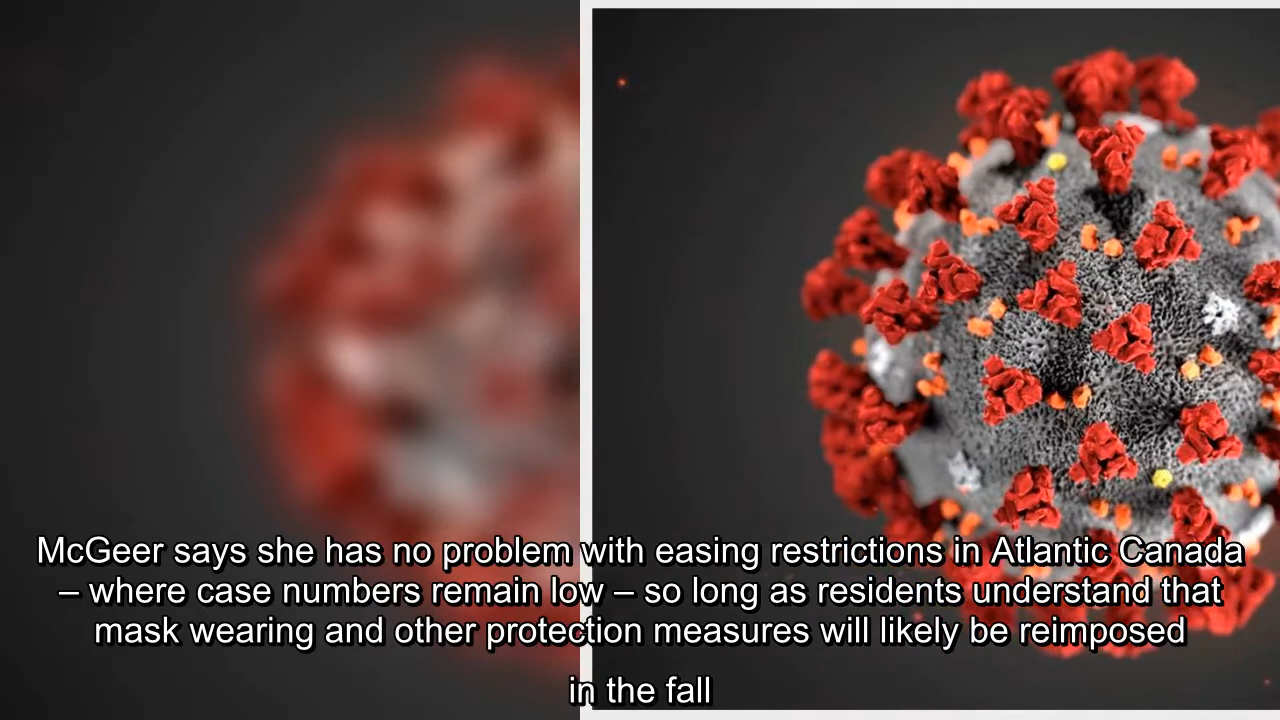 McGeer says she has no problem with easing restrictions in Atlantic Canada
– where case numbers remain low – so long as residents understand that
mask wearing and other protection measures will likely be reimposed
in the fall